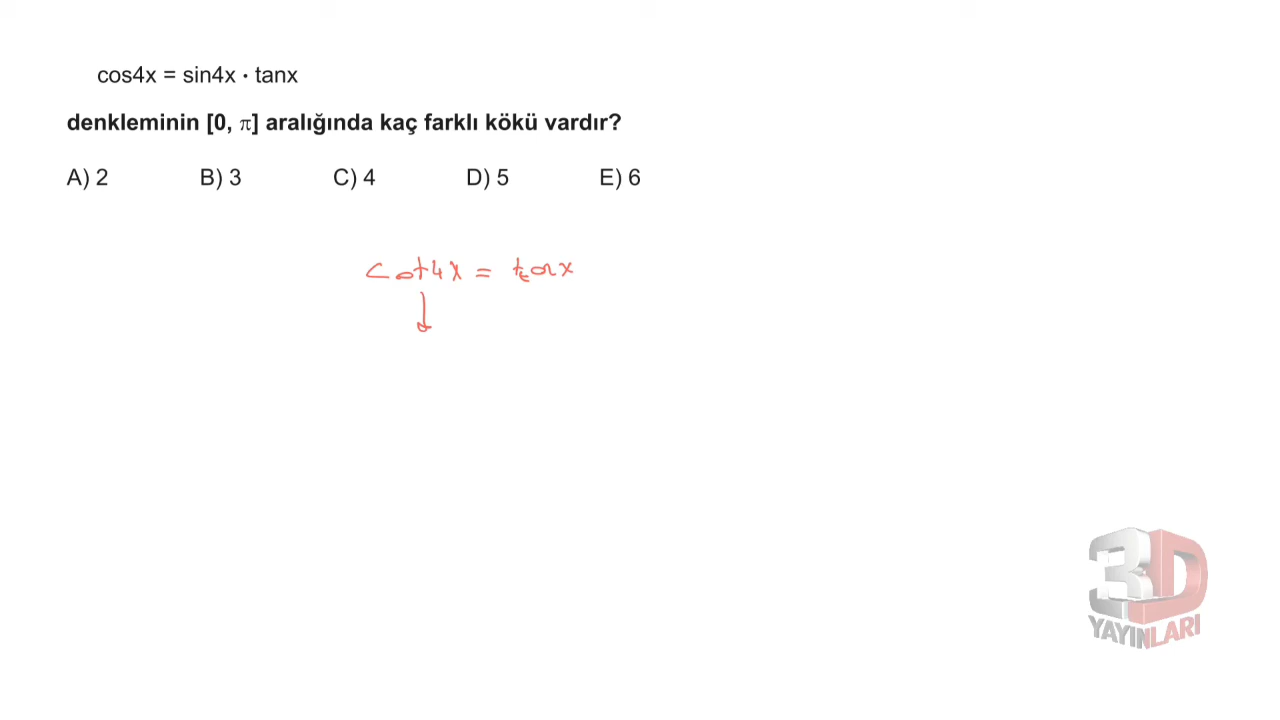 cos4x = sin4x · tanx
denkleminin [0, π] aralığında kaç farklı kökü vardır?
A) 2 B) 3 C) 4 D) 5 E) 6
cot4x = tanx
3D
YAYINLARI